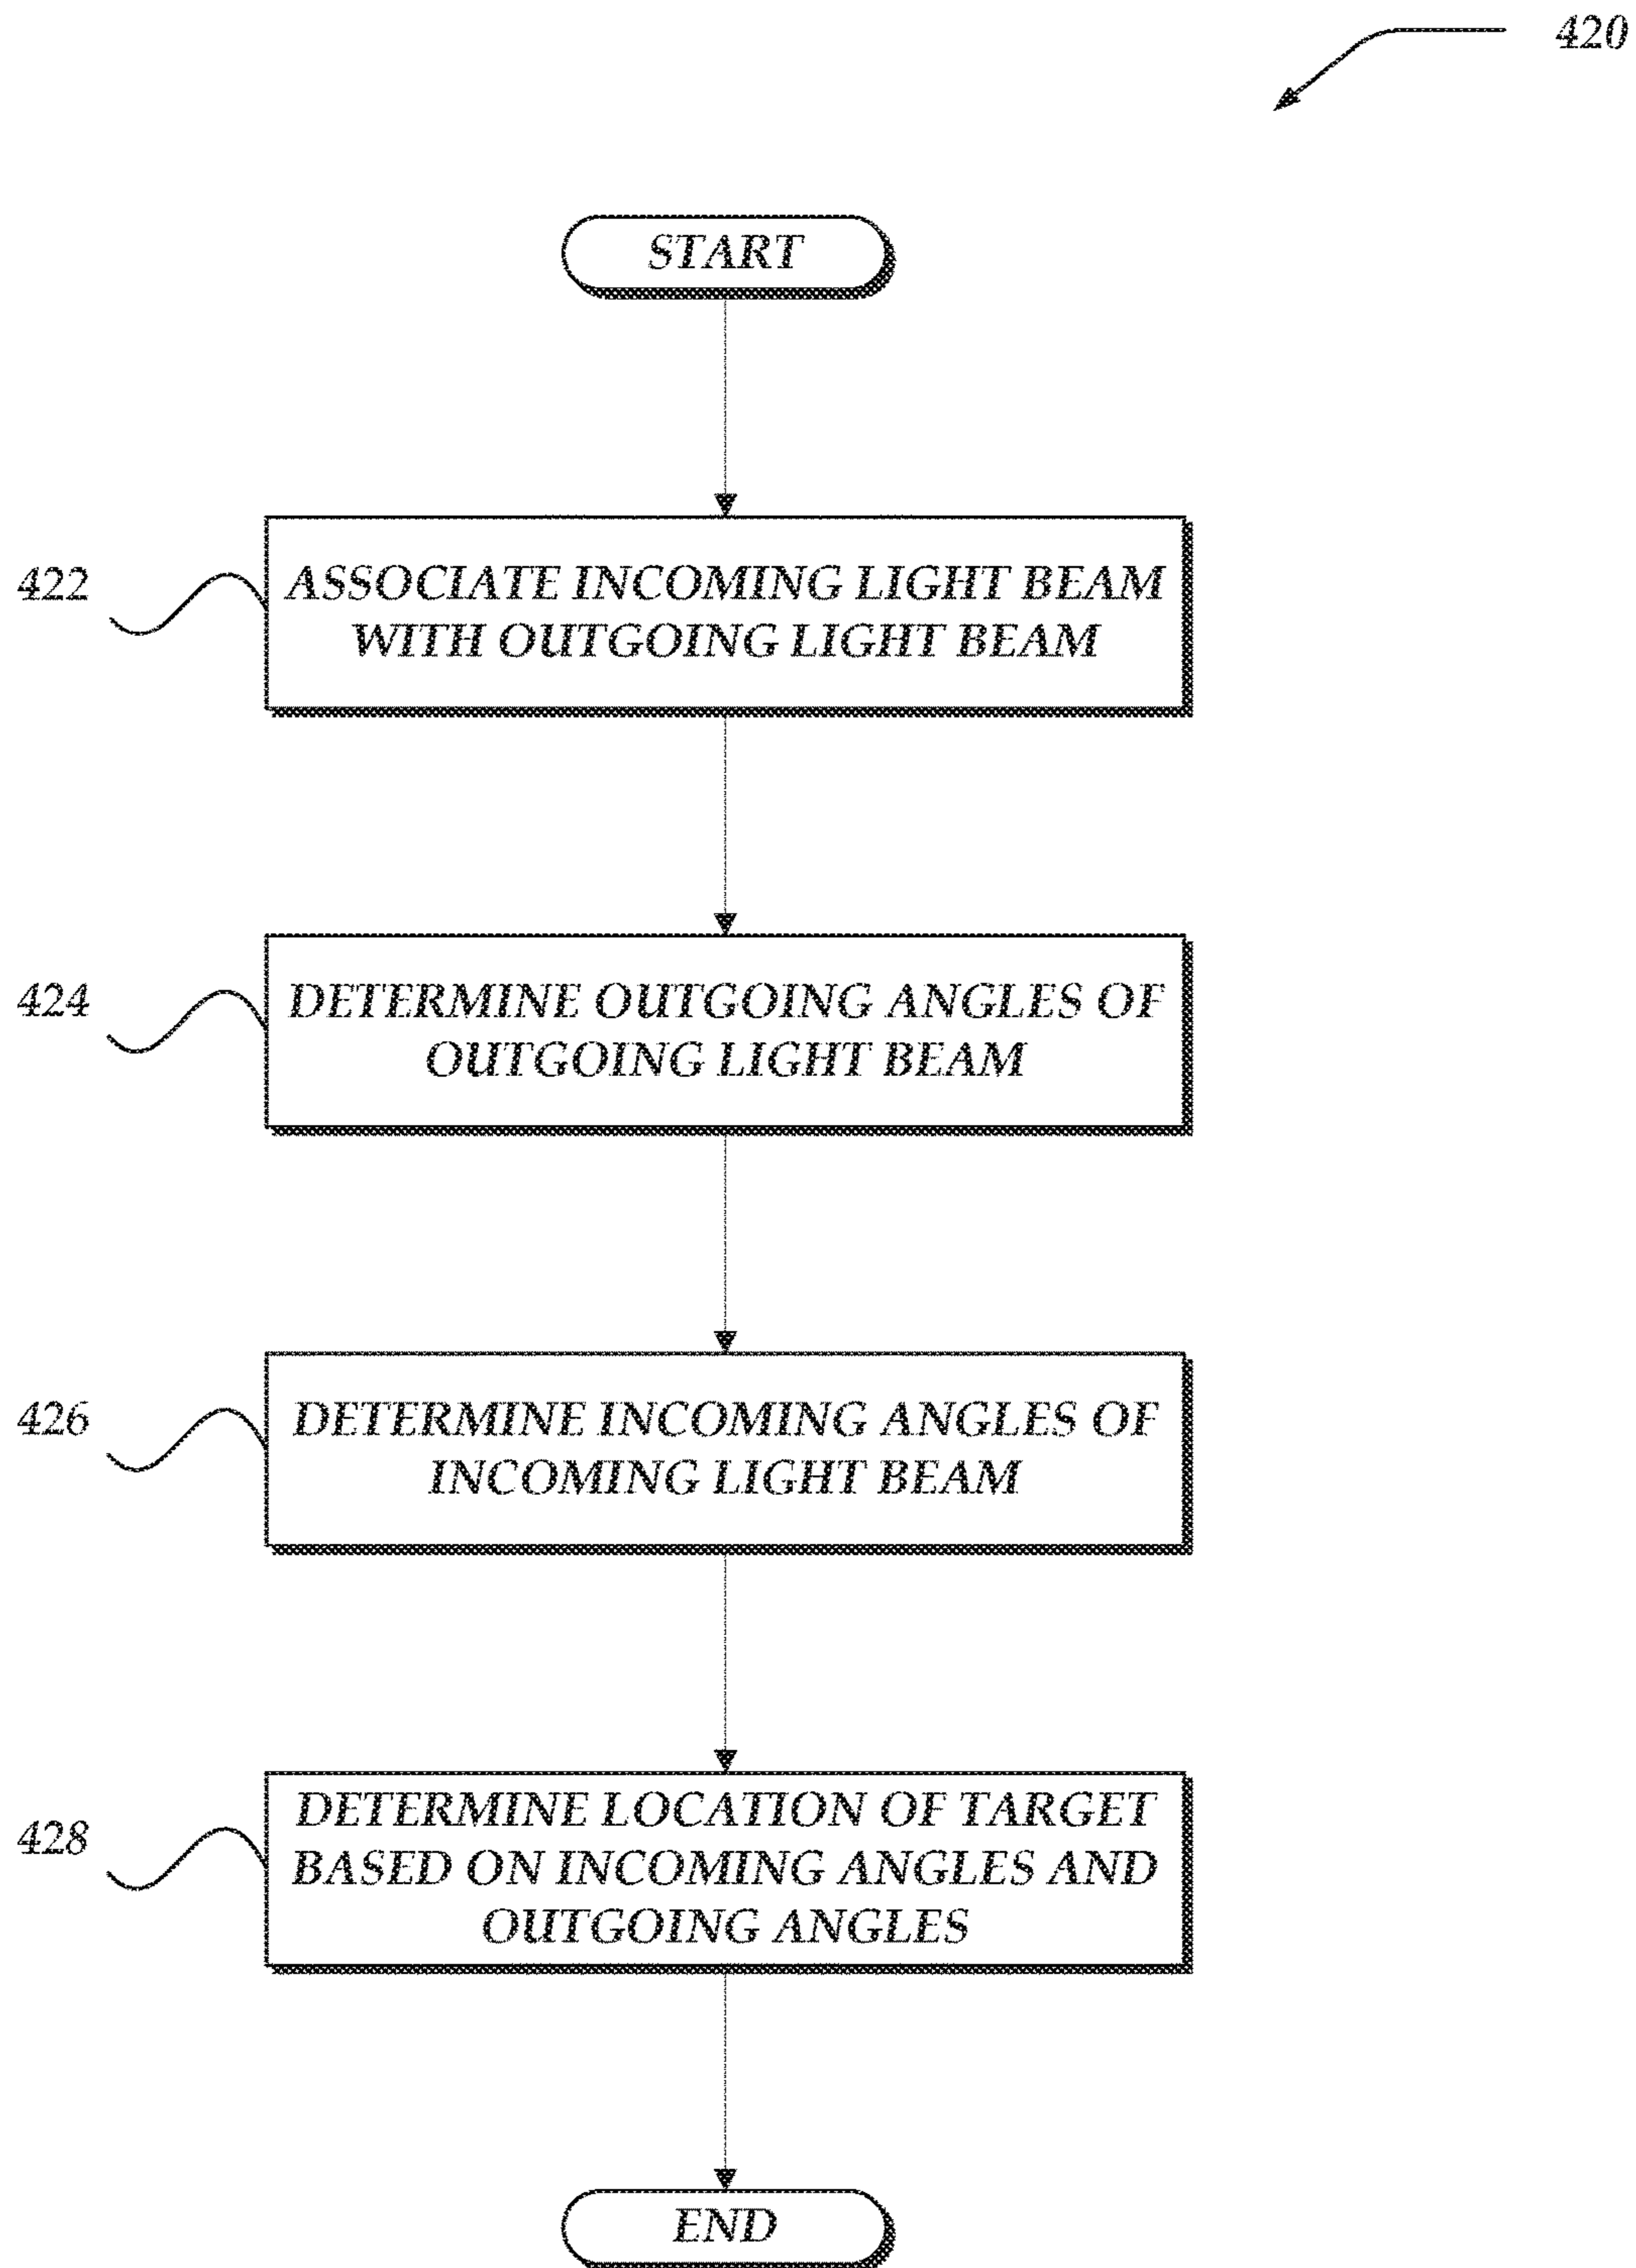 420
START
422
ASSOCIATE INCOMING LIGHT BEAM
WITH OUTGOING LIGHT BEAM
424
DETERMINE OUTGOING ANGLES OF
OUTGOING LIGHT BEAM
426
DETERMINE INCOMING ANGLES OF
INCOMING LIGHT BEAM
428
DETERMINE LOCATION OF TARGET
BASED ON INCOMING ANGLES AND
OUTGOING ANGLES
END